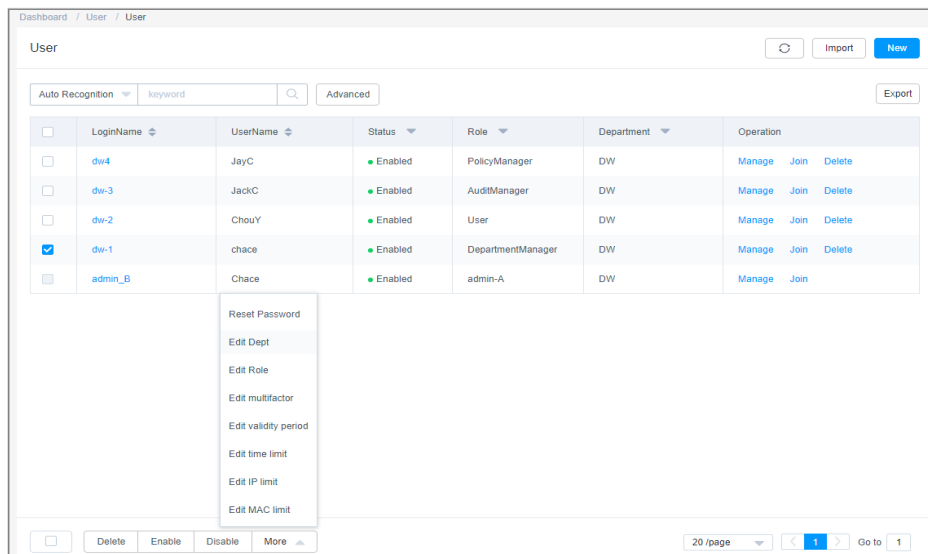 Dashboard / User / User
User
Import
New
Auto Recognition
keyword
Advanced
Export
LoginName UserName Status Role Department Operation
dw4 JayC Enabled PolicyManager DW Manage Join Delete
dw-3 JackC Enabled AuditManager DW Manage Join Delete
dw-2 ChouY Enabled User DW Manage Join Delete
dw-1 chace Enabled DepartmentManager DW Manage Join Delete
admin_B Chace Enabled admin-A DW Manage Join
Reset Password
Edit Dept
Edit Role
Edit multifactor
Edit validity period
Edit time limit
Edit IP limit
Edit MAC limit
Delete Enable Disable More 20 /page 1 Go to 1